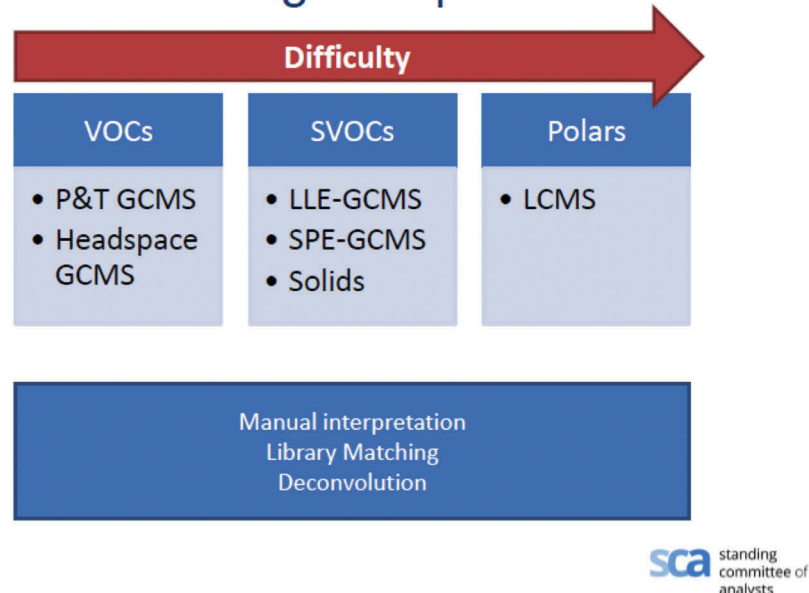 Difficulty
VOCs
• P&T GCMS
• Headspace
GCMS
SVOCs
• LLE-GCMS
• SPE-GCMS
• Solids
Polars
• LCMS
Manual interpretation
Library Matching
Deconvolution
sca
standing
committee of
analysts